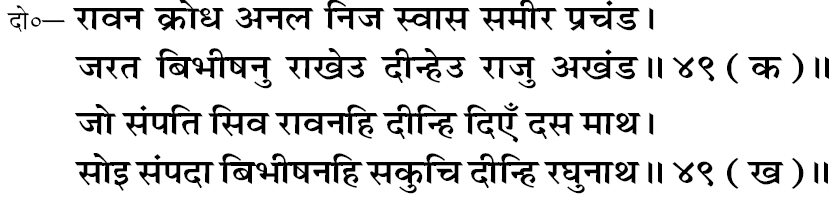 दो०— रावन क्रोध अनल निज स्वास समीर प्रचंड।
जरत बिभीषनु राखेउ दीन्हेउ राजु अखंड॥ ४९ ( क )॥
जो संपति सिव रावनहि दीन्हि दिएँ दस माथ।
सोइ संपदा बिभीषनहि सकुचि दीन्हि रघुनाथ॥ ४९ ( ख )॥